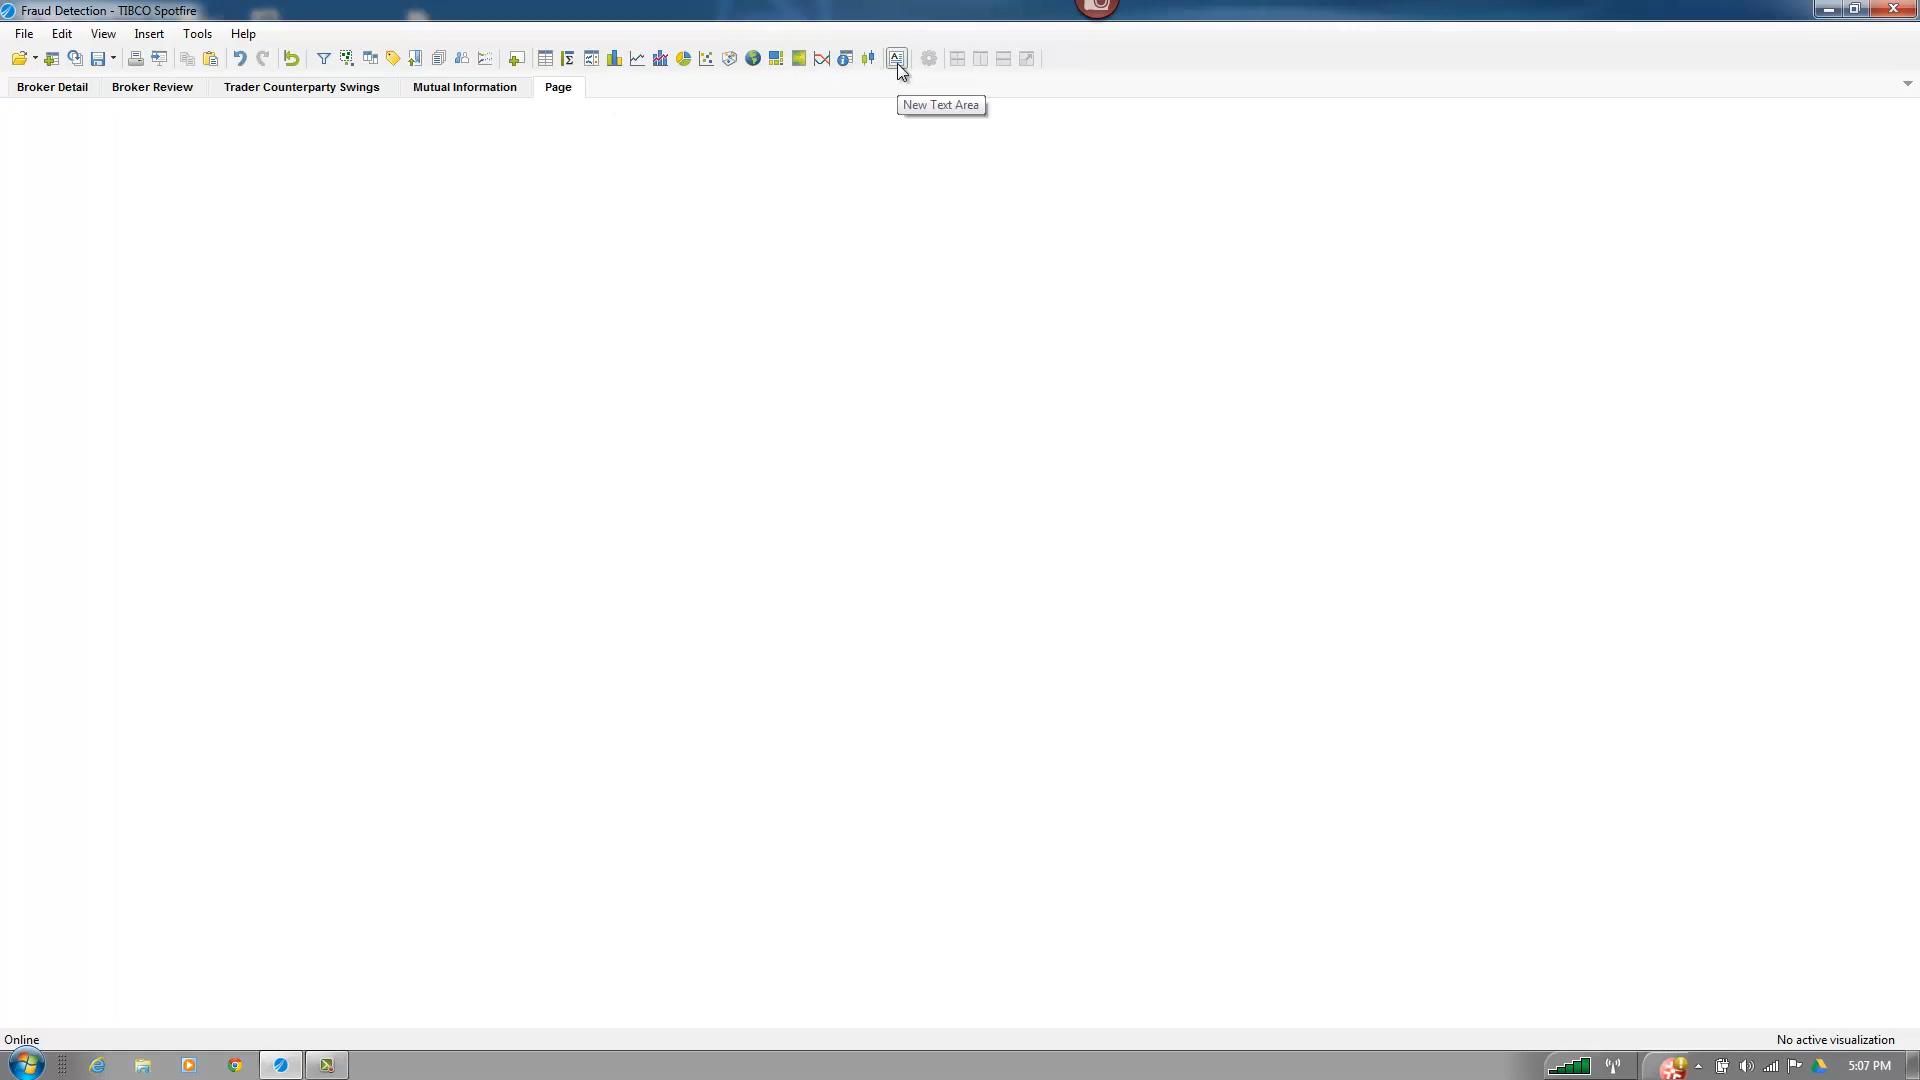 Fraud Detection - TIBCO Spotfire
File Edit View Insert Tools Help
Broker Detail Broker Review Trader Counterparty Swings Mutual Information Page
New Text Area
Online No active visualization
5:07 PM